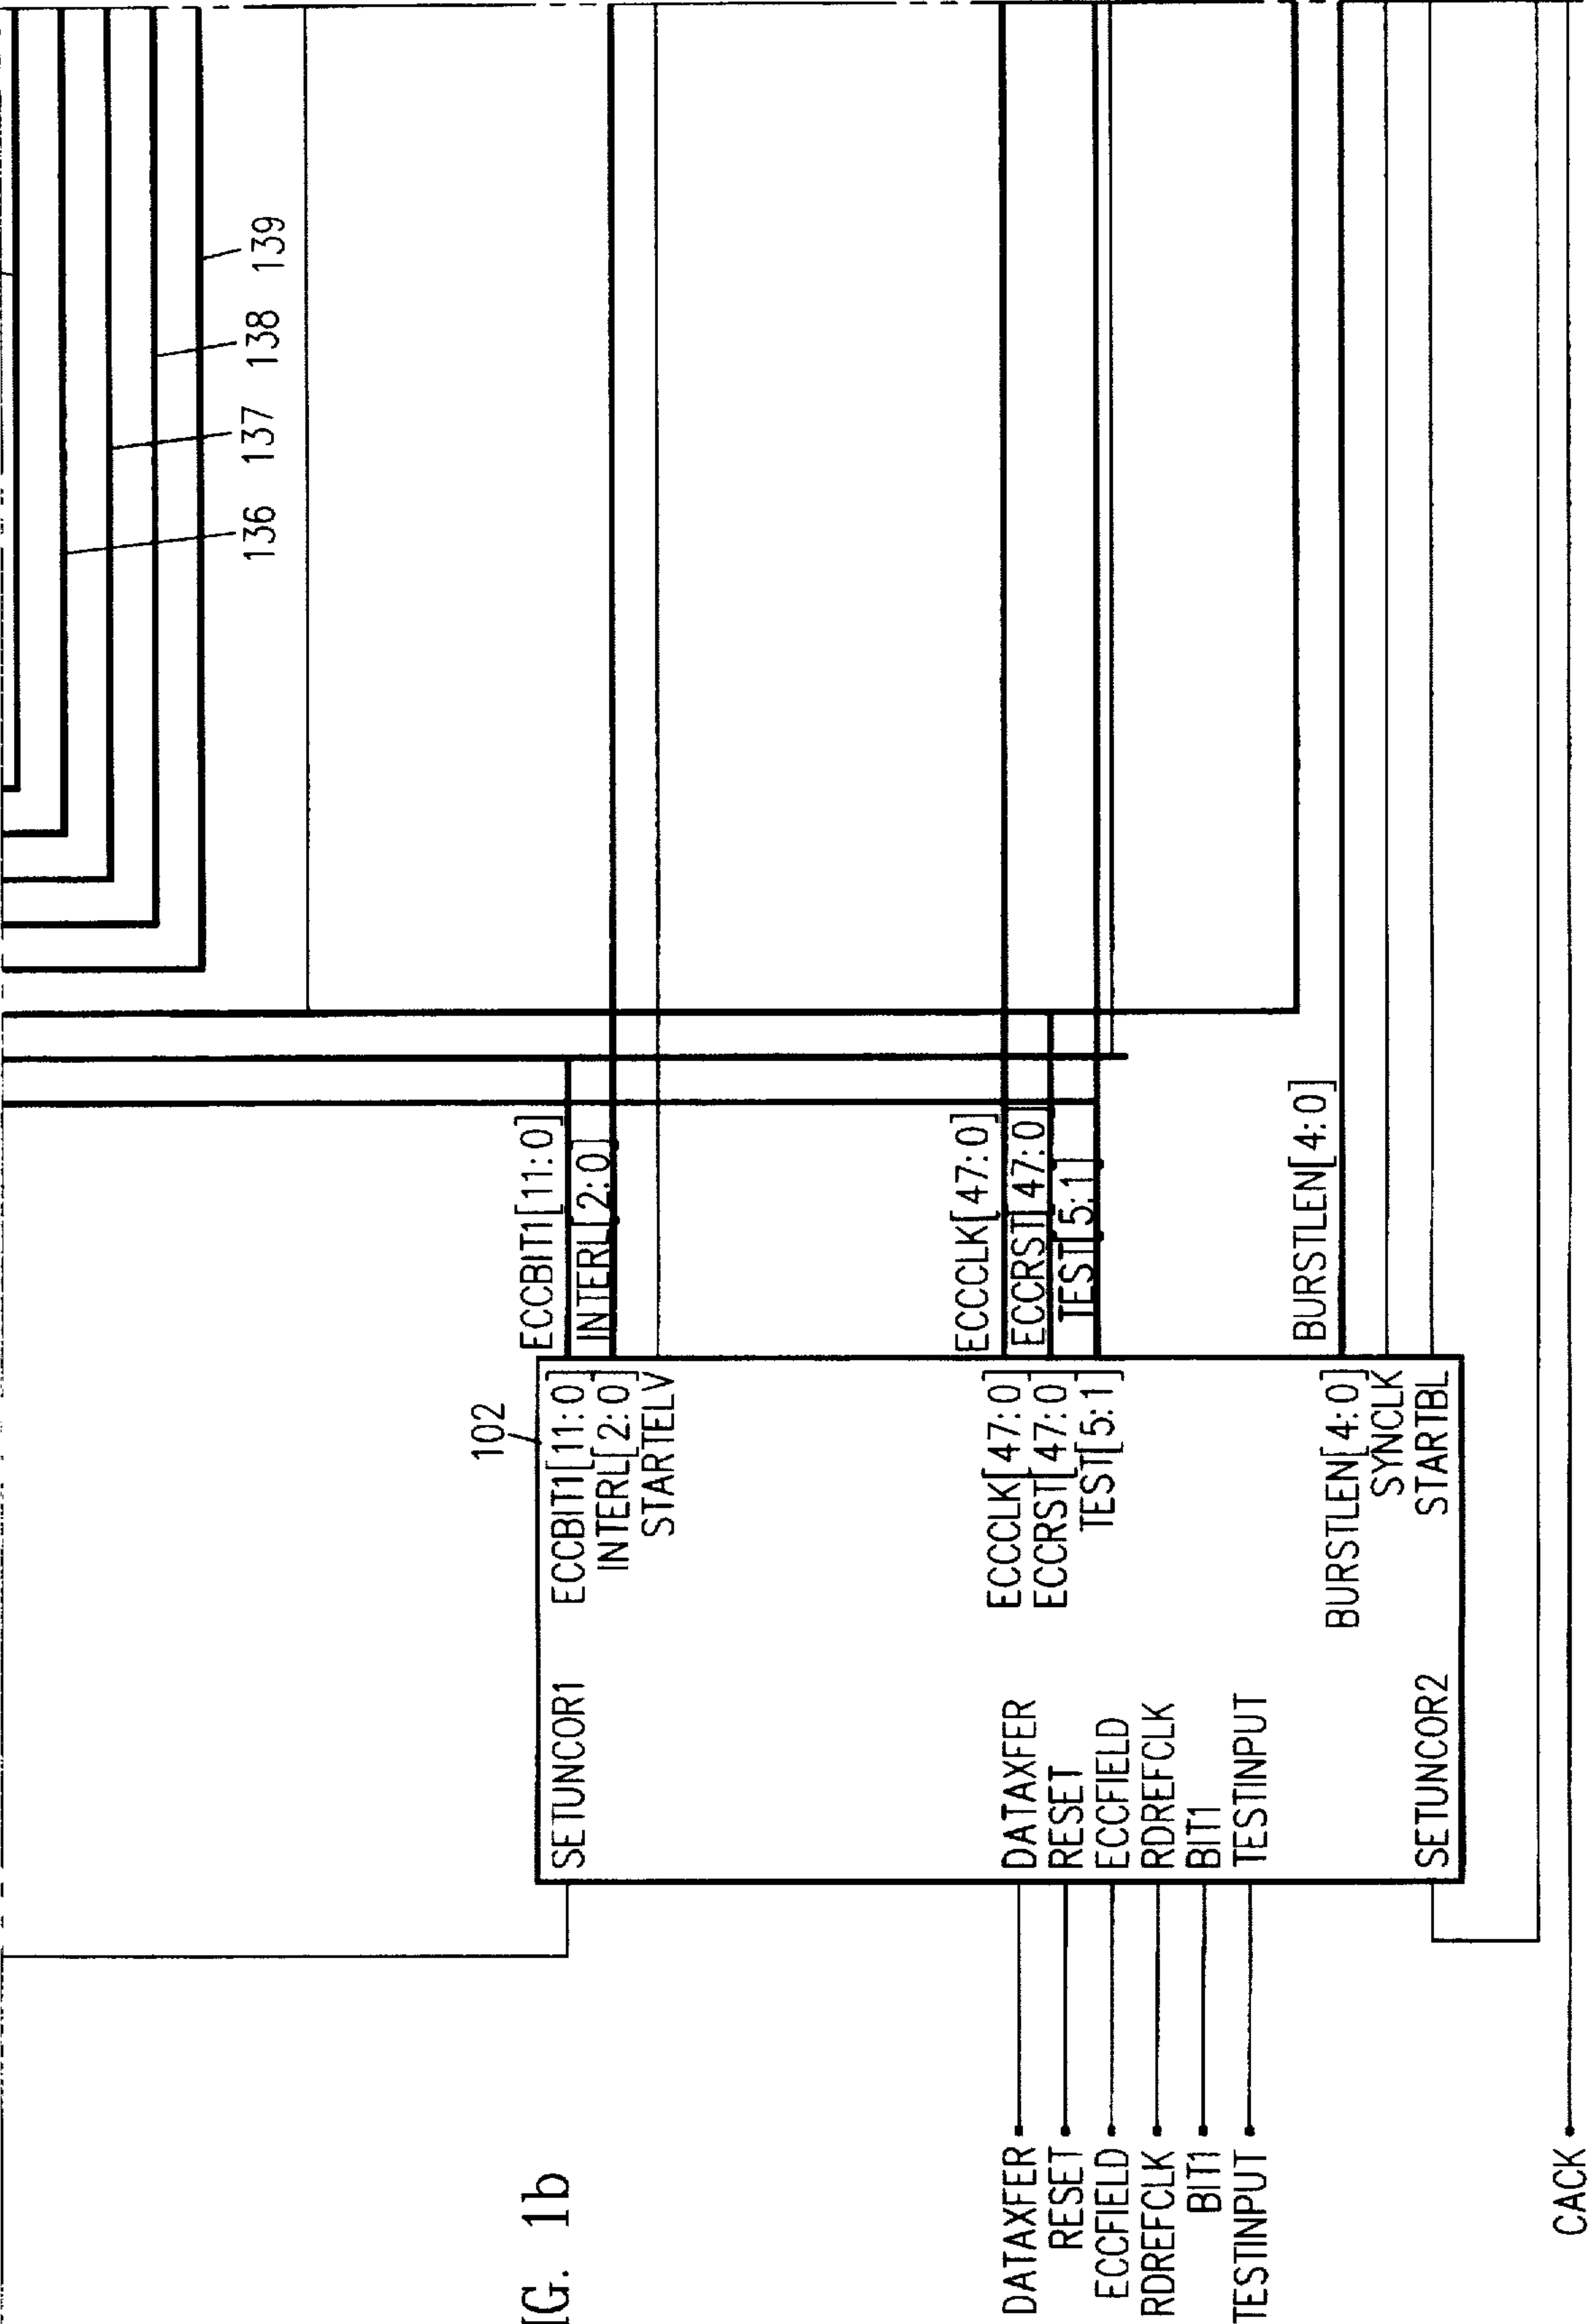 136 137 138 139
102
ECCBIT1[11:0]
INTERL[2:0]
ECCCLK[47:0]
ECCRST[47:0]
TEST[5:1]
BURSTLEN[4:0]
SETUNCOR1 ECCBIT1[11:0]
INTERL[2:0]
STARTELV
ECCCLK[47:0]
ECCRST[47:0]
TEST[5:1]
DATAXFER
RESET
ECCFIELD
RDREFCLK
BIT1
TESTINPUT
BURSTLEN[4:0]
SYNCLK
SETUNCOR2 STARTBL
DATAXFER
RESET
ECCFIELD
RDREFCLK
BIT1
TESTINPUT
CACK
IG. 1b